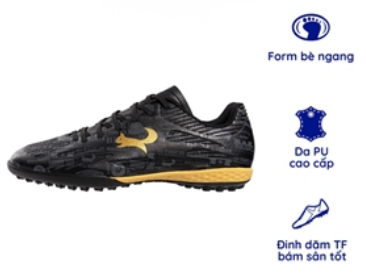 Form bè ngang
Da PU
cao cấp
Đinh dăm TF
bám sân tốt